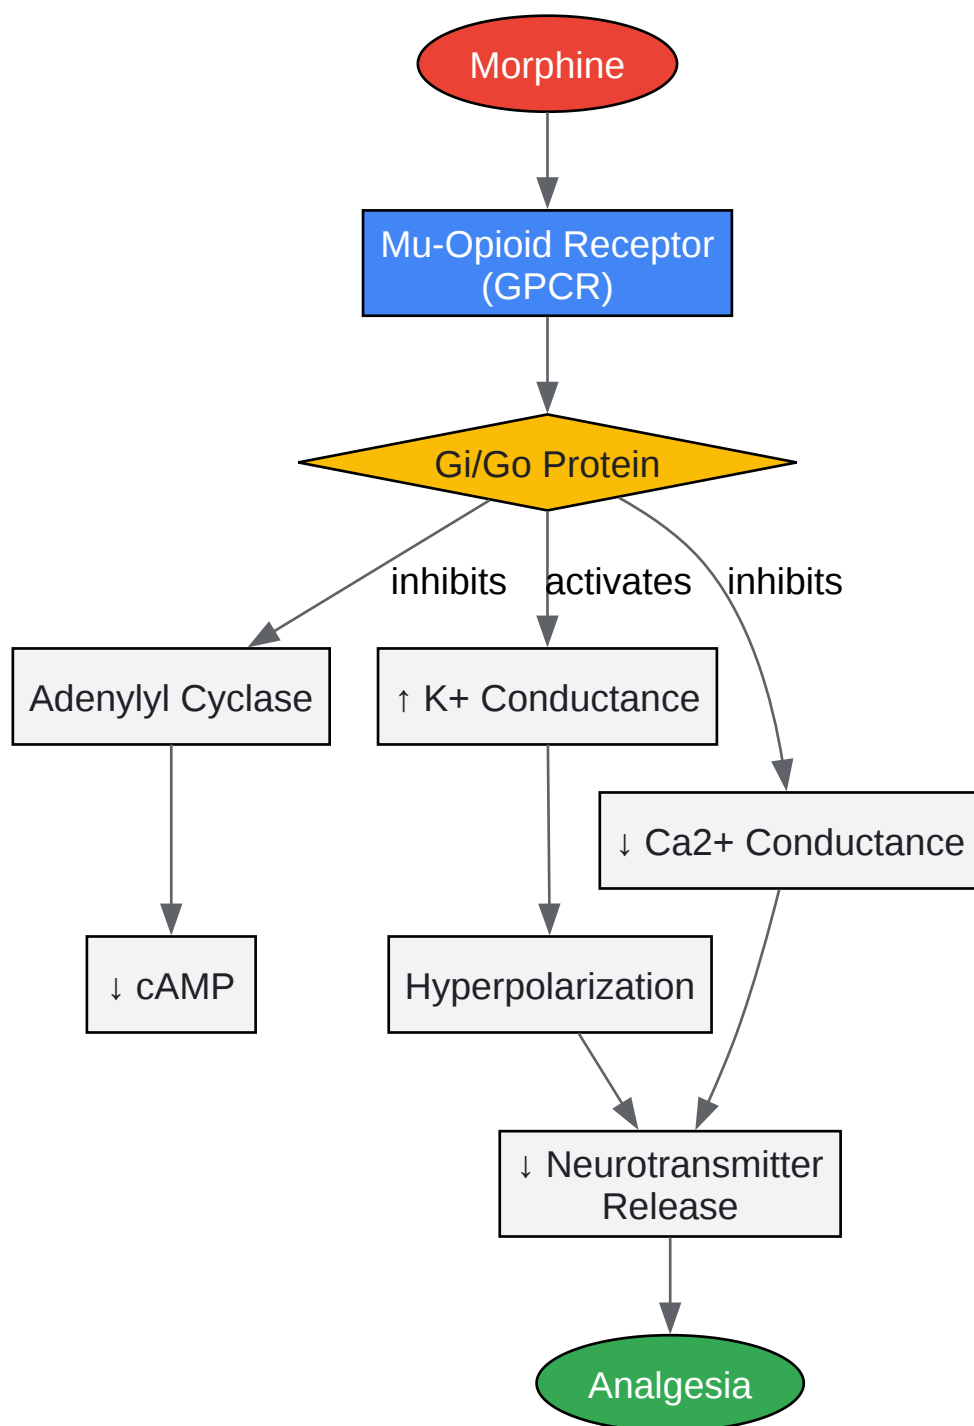 Morphine
Mu-Opioid Receptor
(GPCR)
Gi/Go Protein
inhibits
activates
inhibits
Adenylyl Cyclase
↑ K+ Conductance
↓ Ca2+ Conductance
↓ cAMP
Hyperpolarization
↓ Neurotransmitter
Release
Analgesia